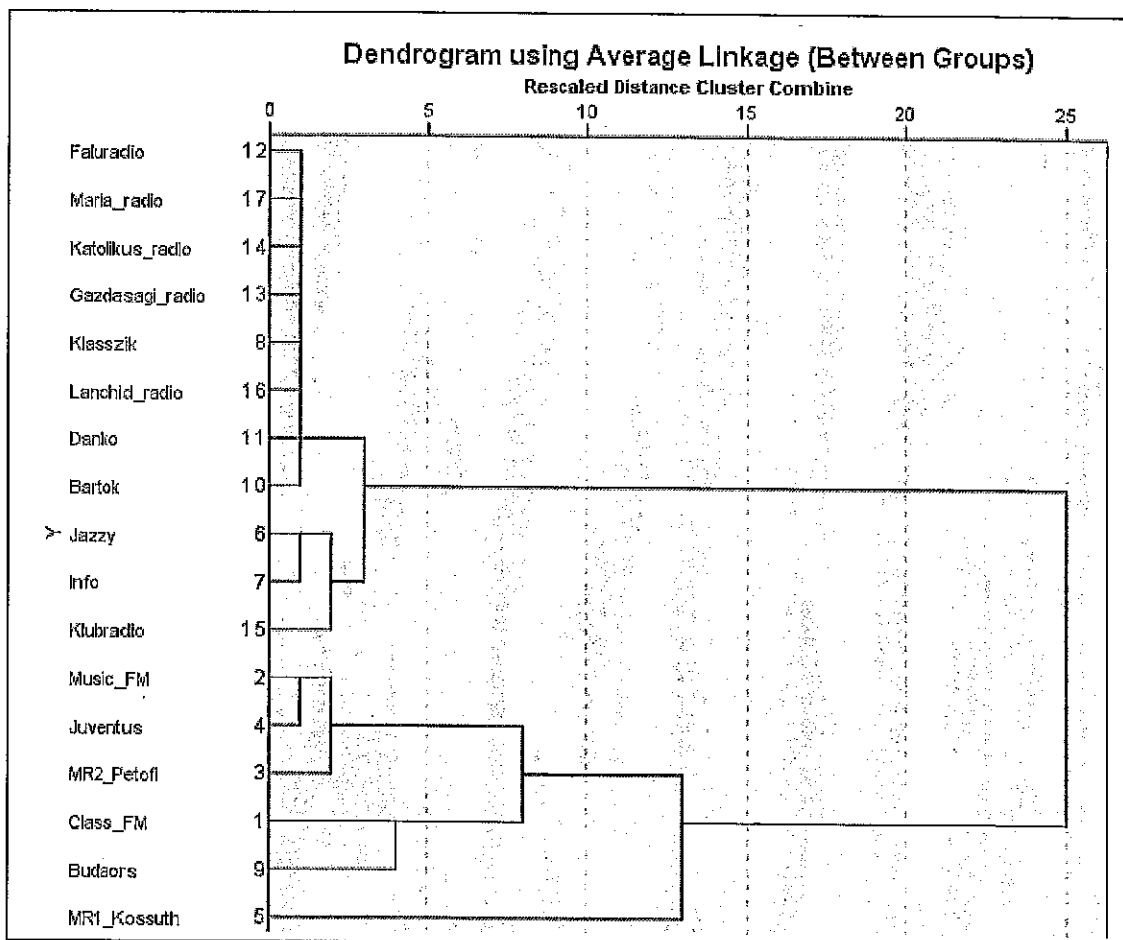 Dendrogram using Average Linkage (Between Groups)
Rescaled Distance Cluster Combine
0 5 10 15 20 25
Faluradio 12
Maria_radio 17
Katolikus_radio 14
Gazdasagi_radio 13
Klasszik 8
Lanchid_radio 16
Danko 11
Bartok 10
Y Jazzy 6
Info 7
Klubradio 15
Music_FM 2
Juventus 4
MR2_Petofi 3
Class_FM 1
Budaors 9
MR1_Kossuth 5